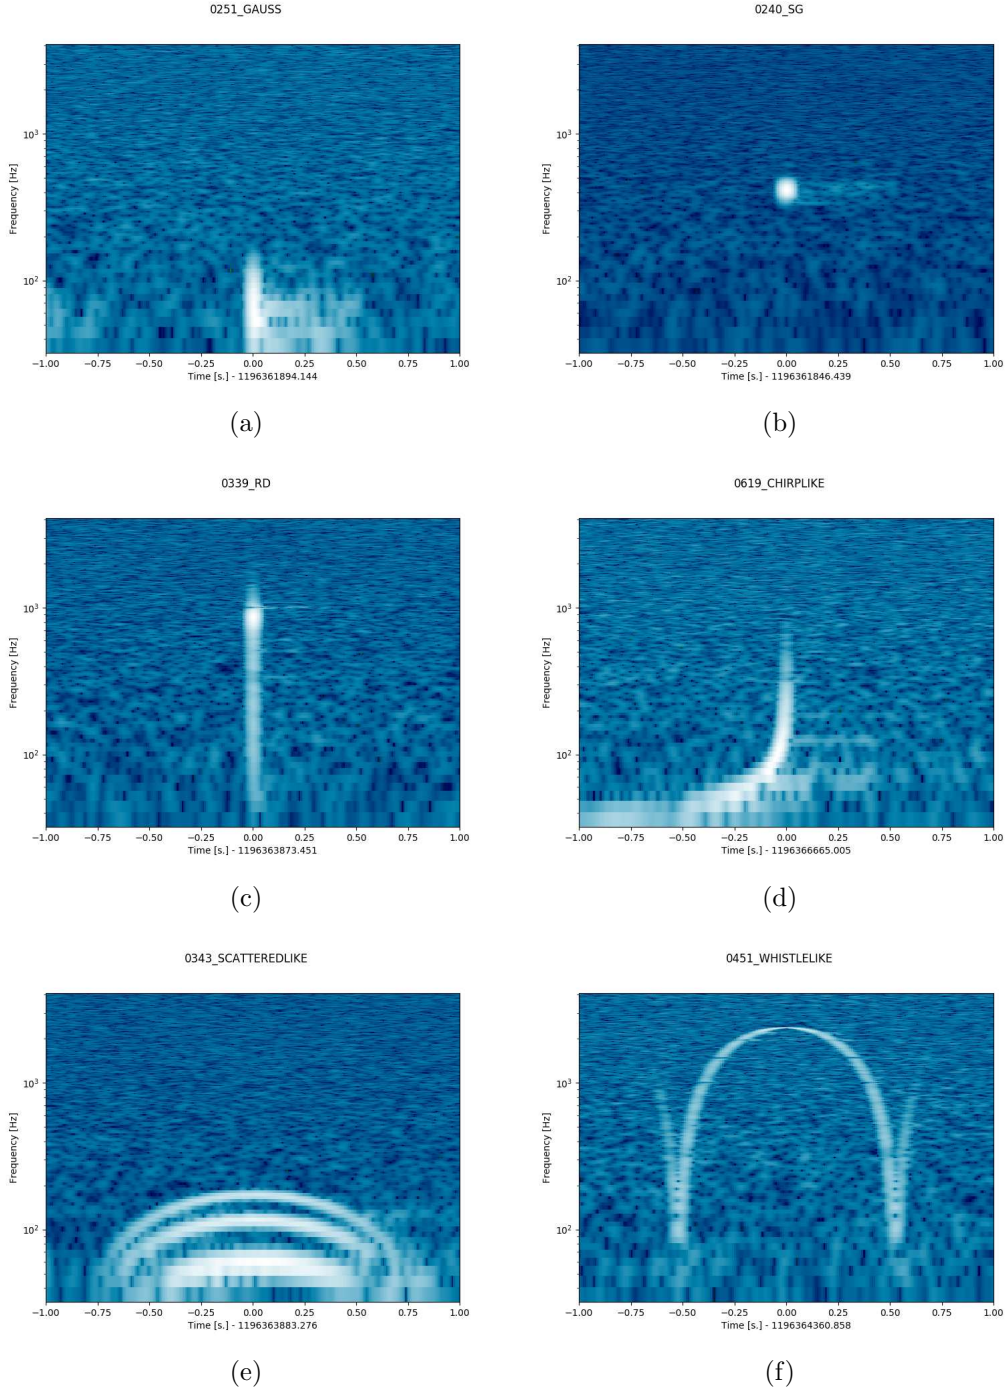 0251_GAUSS
0240_SG
Frequency [Hz]
10³
10²
−1.00 −0.75 −0.50 −0.25 0.00 0.25 0.50 0.75 1.00
Time [s.] - 1196361894.144
Frequency [Hz]
10³
10²
−1.00 −0.75 −0.50 −0.25 0.00 0.25 0.50 0.75 1.00
Time [s.] - 1196361846.439
(a)
(b)
0339_RD
0619_CHIRPLIKE
Frequency [Hz]
10³
10²
−1.00 −0.75 −0.50 −0.25 0.00 0.25 0.50 0.75 1.00
Time [s.] - 1196363873.451
Frequency [Hz]
10³
10²
−1.00 −0.75 −0.50 −0.25 0.00 0.25 0.50 0.75 1.00
Time [s.] - 1196366665.005
(c)
(d)
0343_SCATTEREDLIKE
0451_WHISTLELIKE
Frequency [Hz]
10³
10²
−1.00 −0.75 −0.50 −0.25 0.00 0.25 0.50 0.75 1.00
Time [s.] - 1196363883.276
Frequency [Hz]
10³
10²
−1.00 −0.75 −0.50 −0.25 0.00 0.25 0.50 0.75 1.00
Time [s.] - 1196364360.858
(e)
(f)